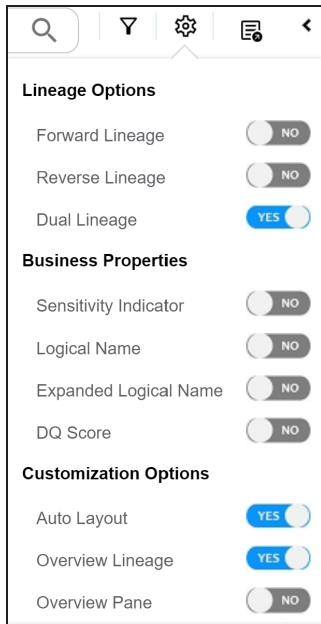 Lineage Options
Forward Lineage NO
Reverse Lineage NO
Dual Lineage YES
Business Properties
Sensitivity Indicator NO
Logical Name NO
Expanded Logical Name NO
DQ Score NO
Customization Options
Auto Layout YES
Overview Lineage YES
Overview Pane NO